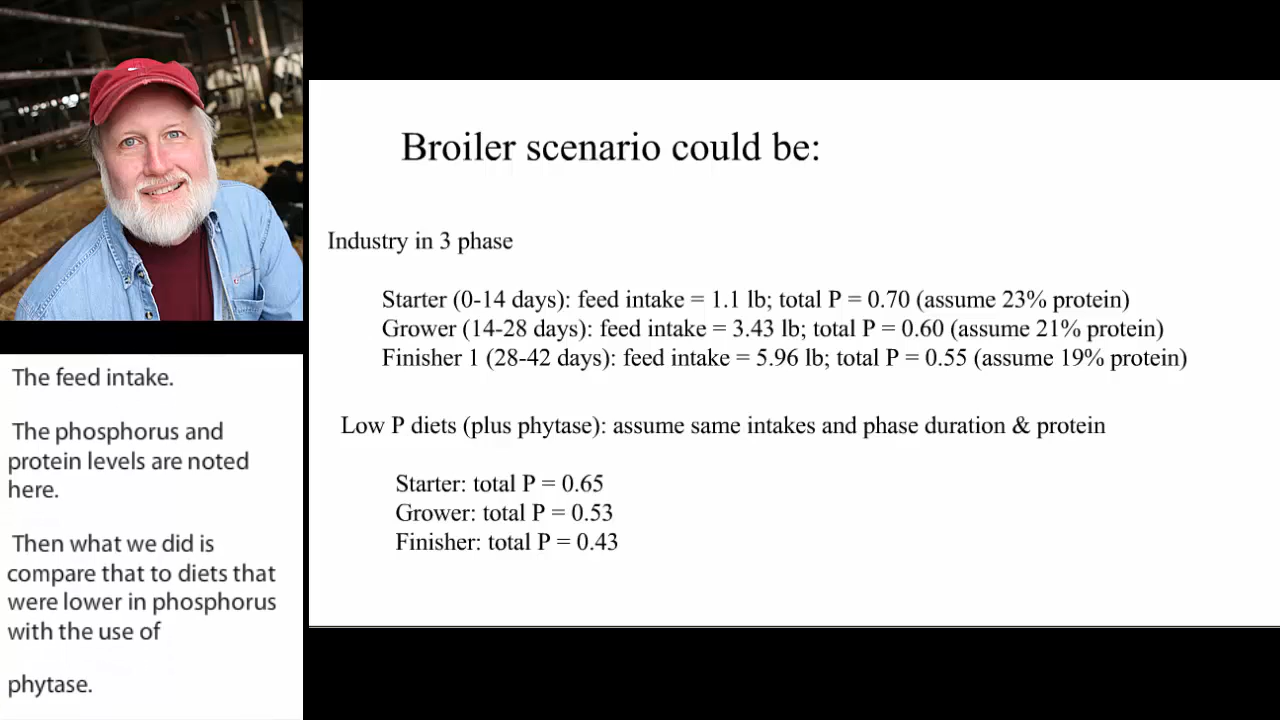 Broiler scenario could be:
Industry in 3 phase
Starter (0-14 days): feed intake = 1.1 lb; total P = 0.70 (assume 23% protein)
Grower (14-28 days): feed intake = 3.43 lb; total P = 0.60 (assume 21% protein)
Finisher 1 (28-42 days): feed intake = 5.96 lb; total P = 0.55 (assume 19% protein)
Low P diets (plus phytase): assume same intakes and phase duration & protein
Starter: total P = 0.65
Grower: total P = 0.53
Finisher: total P = 0.43
The feed intake.
The phosphorus and
protein levels are noted
here.
Then what we did is
compare that to diets that
were lower in phosphorus
with the use of
phytase.